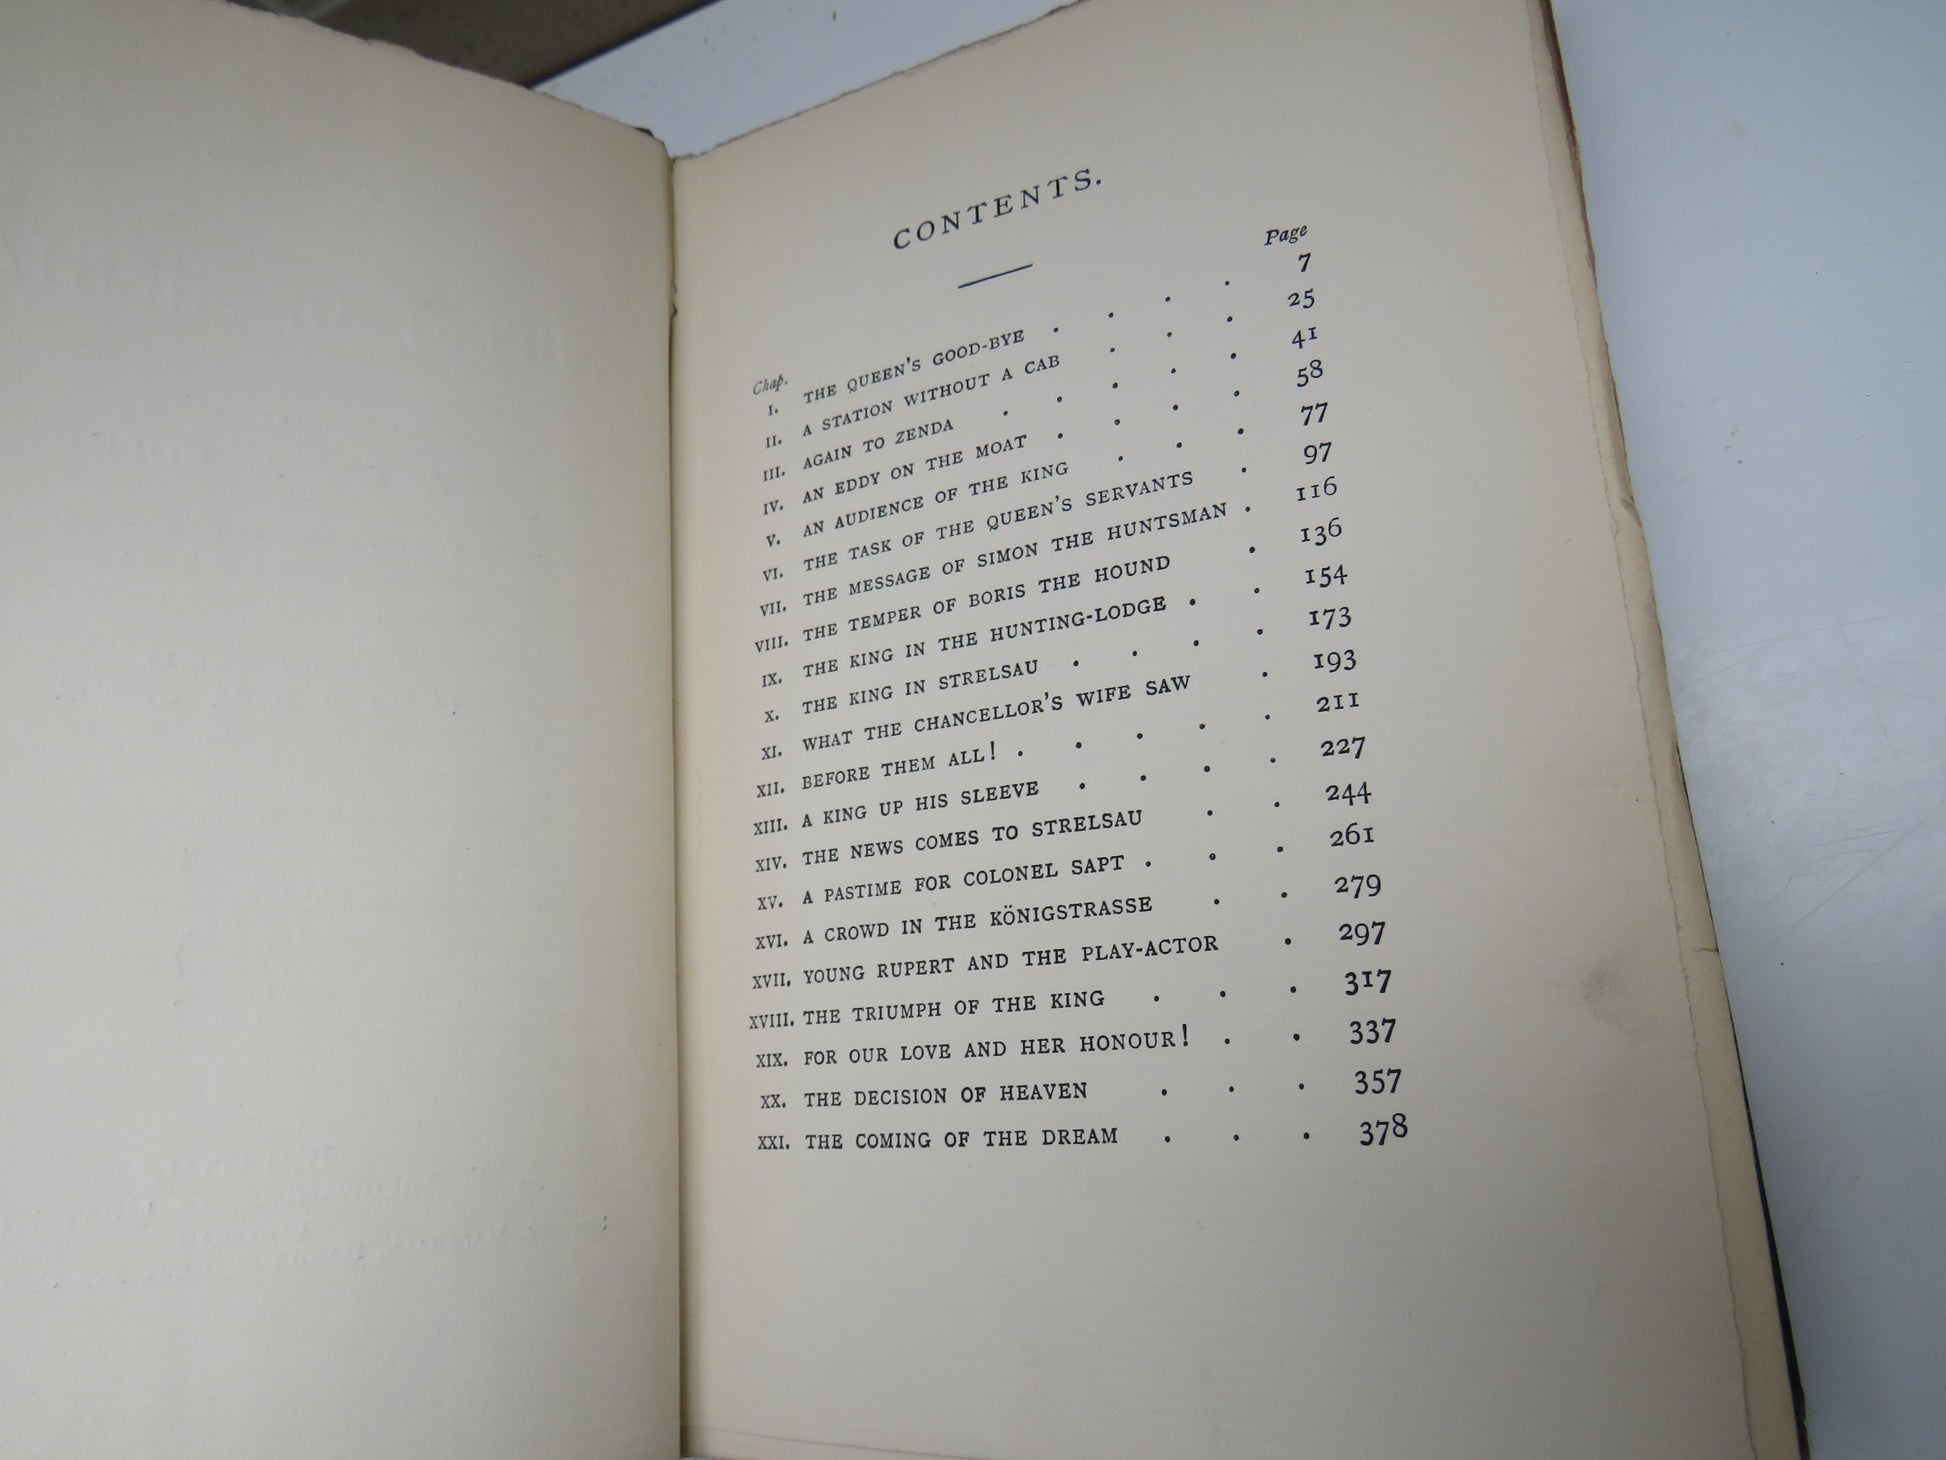 CONTENTS.
Page
Chap.
I. THE QUEEN'S GOOD-BYE . . . . 7
II. A STATION WITHOUT A CAB . . . 25
III. AGAIN TO ZENDA . . . . . 41
IV. AN EDDY ON THE MOAT . . . . 58
V. AN AUDIENCE OF THE KING . . . 77
VI. THE TASK OF THE QUEEN'S SERVANTS . 97
VII. THE MESSAGE OF SIMON THE HUNTSMAN . 116
VIII. THE TEMPER OF BORIS THE HOUND . 136
IX. THE KING IN THE HUNTING-LODGE . . 154
X. THE KING IN STRELSAU . . . . 173
XI. WHAT THE CHANCELLOR'S WIFE SAW . 193
XII. BEFORE THEM ALL! . . . . . 211
XIII. A KING UP HIS SLEEVE . . . . 227
XIV. THE NEWS COMES TO STRELSAU . . 244
XV. A PASTIME FOR COLONEL SAPT . . . 261
XVI. A CROWD IN THE KÖNIGSTRASSE . . 279
XVII. YOUNG RUPERT AND THE PLAY-ACTOR . 297
XVIII. THE TRIUMPH OF THE KING . . . 317
XIX. FOR OUR LOVE AND HER HONOUR! . . 337
XX. THE DECISION OF HEAVEN . . . 357
XXI. THE COMING OF THE DREAM . . . 378